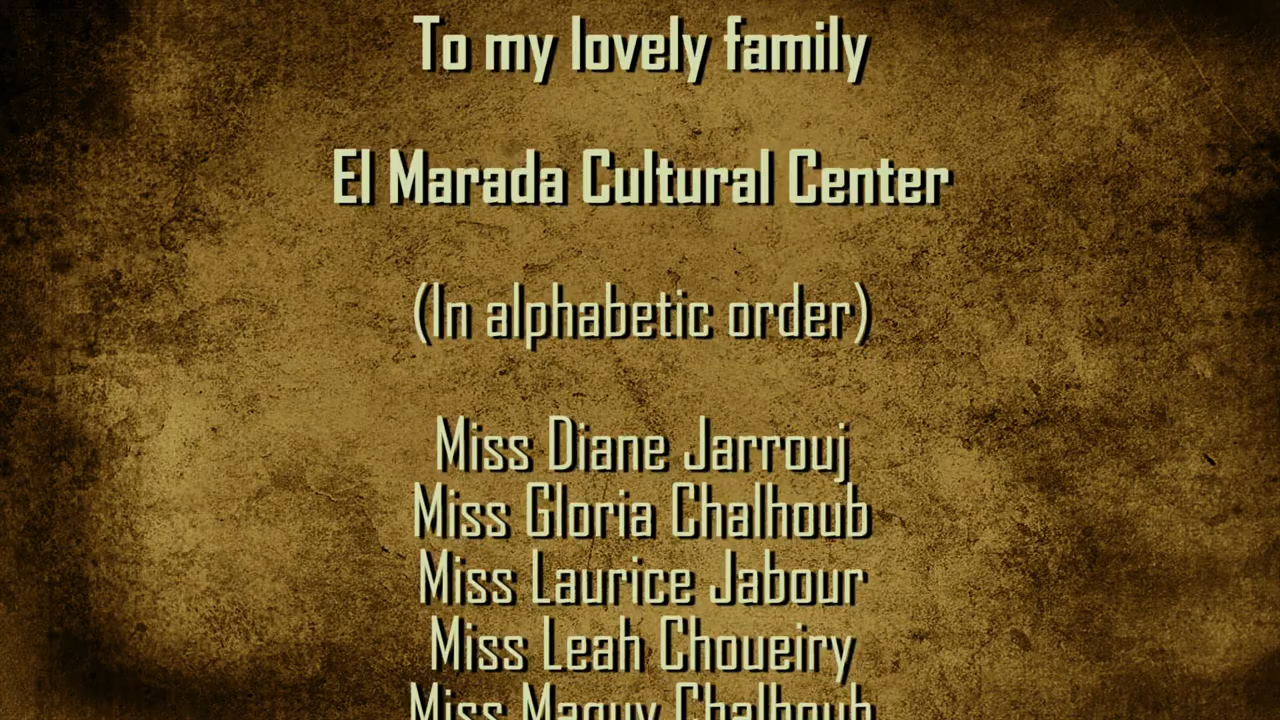 To my lovely family
El Marada Cultural Center
(In alphabetic order)
Miss Diane Jarrouj
Miss Gloria Chalhoub
Miss Laurice Jabour
Miss Leah Choueiry
Miss Maguy Chalhoub